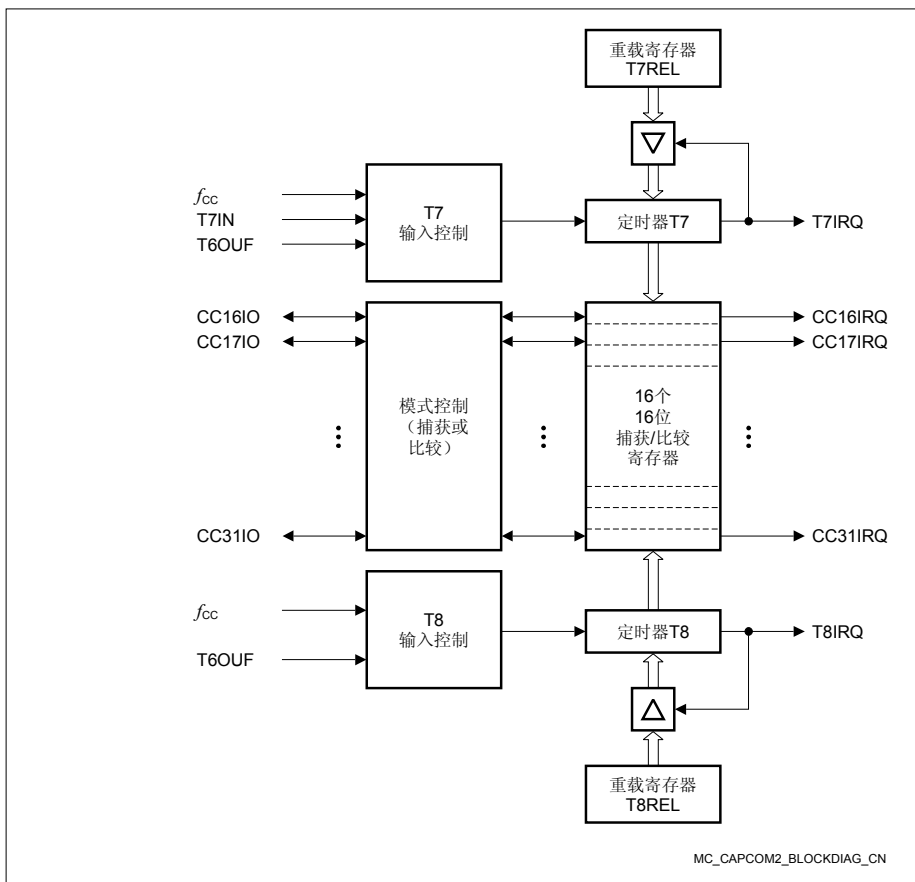 重载寄存器
T7REL
fCC
T7IN
T6OUF
T7
输入控制
定时器T7
T7IRQ
CC16IO
CC17IO
CC31IO
模式控制
（捕获或
比较）
16个
16位
捕获/比较
寄存器
CC16IRQ
CC17IRQ
CC31IRQ
fCC
T6OUF
T8
输入控制
定时器T8
T8IRQ
重载寄存器
T8REL
MC_CAPCOM2_BLOCKDIAG_CN